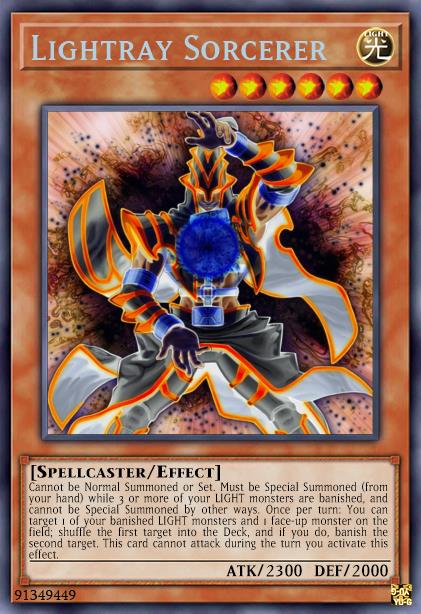 Lightray Sorcerer
LIGHT
光
[Spellcaster/Effect]
Cannot be Normal Summoned or Set. Must be Special Summoned (from
your hand) while 3 or more of your LIGHT monsters are banished, and
cannot be Special Summoned by other ways. Once per turn: You can
target 1 of your banished LIGHT monsters and 1 face-up monster on
the field; shuffle the first target into the Deck, and if you do, banish the
second target. This card cannot attack during the turn you activate this
effect.
ATK/2300 DEF/2000
91349449